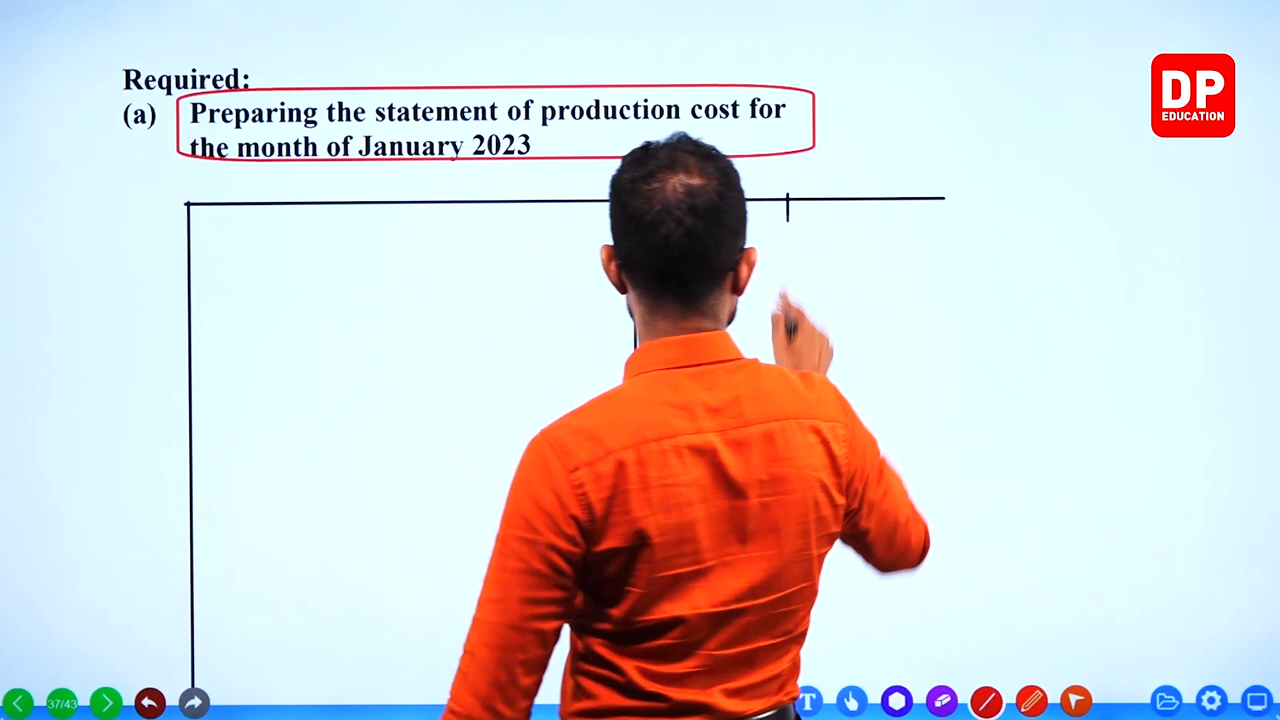 Required:
(a) Preparing the statement of production cost for
the month of January 2023
DP
EDUCATION
37/43
T